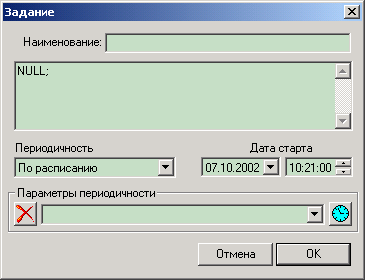 Задание
Наименование:
NULL;
Периодичность Дата старта
По расписанию 07.10.2002 10:21:00
Параметры периодичности
Отмена OK